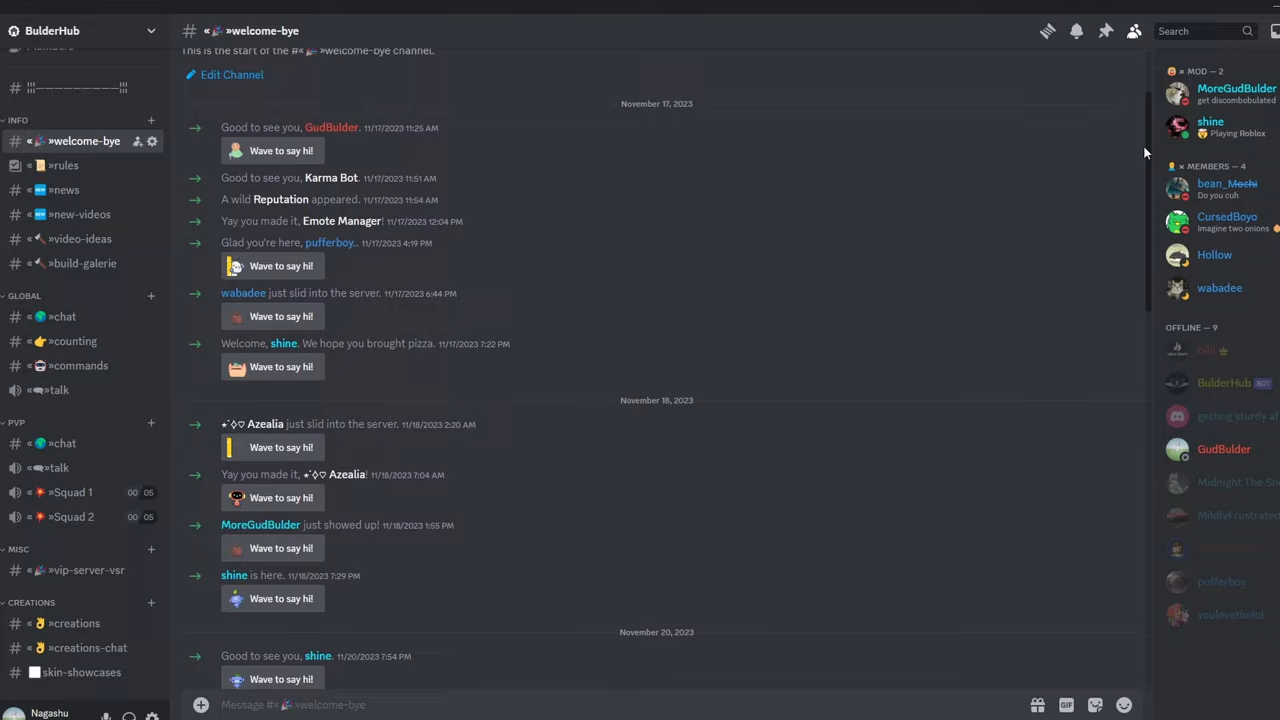 BulderHub
Members
|¦|————————|¦|
INFO
« 🎉 »welcome-bye
« 📜 »rules
« 🆕 »news
« 🆕 »new-videos
« 🔨 »video-ideas
« 🔨 »build-galerie
GLOBAL
« 🌍 »chat
« 👉 »counting
« »commands
« »talk
PVP
« 🌍 »chat
« »talk
« 💥 »Squad 1 00 05
« 💥 »Squad 2 00 05
MISC
« 🎉 »vip-server-vsr
CREATIONS
« 👌 »creations
« 👌 »creations-chat
skin-showcases
Nagashu
# « 🎉 »welcome-bye
Search
This is the start of the #« 🎉 »welcome-bye channel.
Edit Channel
November 17, 2023
Good to see you, GudBulder. 11/17/2023 11:25 AM
Wave to say hi!
Good to see you, Karma Bot. 11/17/2023 11:51 AM
A wild Reputation appeared. 11/17/2023 11:54 AM
Yay you made it, Emote Manager! 11/17/2023 12:04 PM
Glad you're here, pufferboy.. 11/17/2023 4:19 PM
Wave to say hi!
wabadee just slid into the server. 11/17/2023 6:44 PM
Wave to say hi!
Welcome, shine. We hope you brought pizza. 11/17/2023 7:22 PM
Wave to say hi!
November 18, 2023
⋆˙✧♡ Azealia just slid into the server. 11/18/2023 2:20 AM
Wave to say hi!
Yay you made it, ⋆˙✧♡ Azealia! 11/18/2023 7:04 AM
Wave to say hi!
MoreGudBulder just showed up! 11/18/2023 1:55 PM
Wave to say hi!
shine is here. 11/18/2023 7:29 PM
Wave to say hi!
November 20, 2023
Good to see you, shine. 11/20/2023 7:54 PM
Wave to say hi!
Message #« 🎉 »welcome-bye
GIF
MOD — 2
MoreGudBulder
get discombobulated
shine
🤯 Playing Roblox
MEMBERS — 4
bean_Mochi
Do you cuh
CursedBoyo
Imagine two onions
Hollow
wabadee
OFFLINE — 9
BulderHub BOT
getting sturdy af
GudBulder
Midnight The Sn
MildlyFrustrated
pufferboy.
youlovethelol